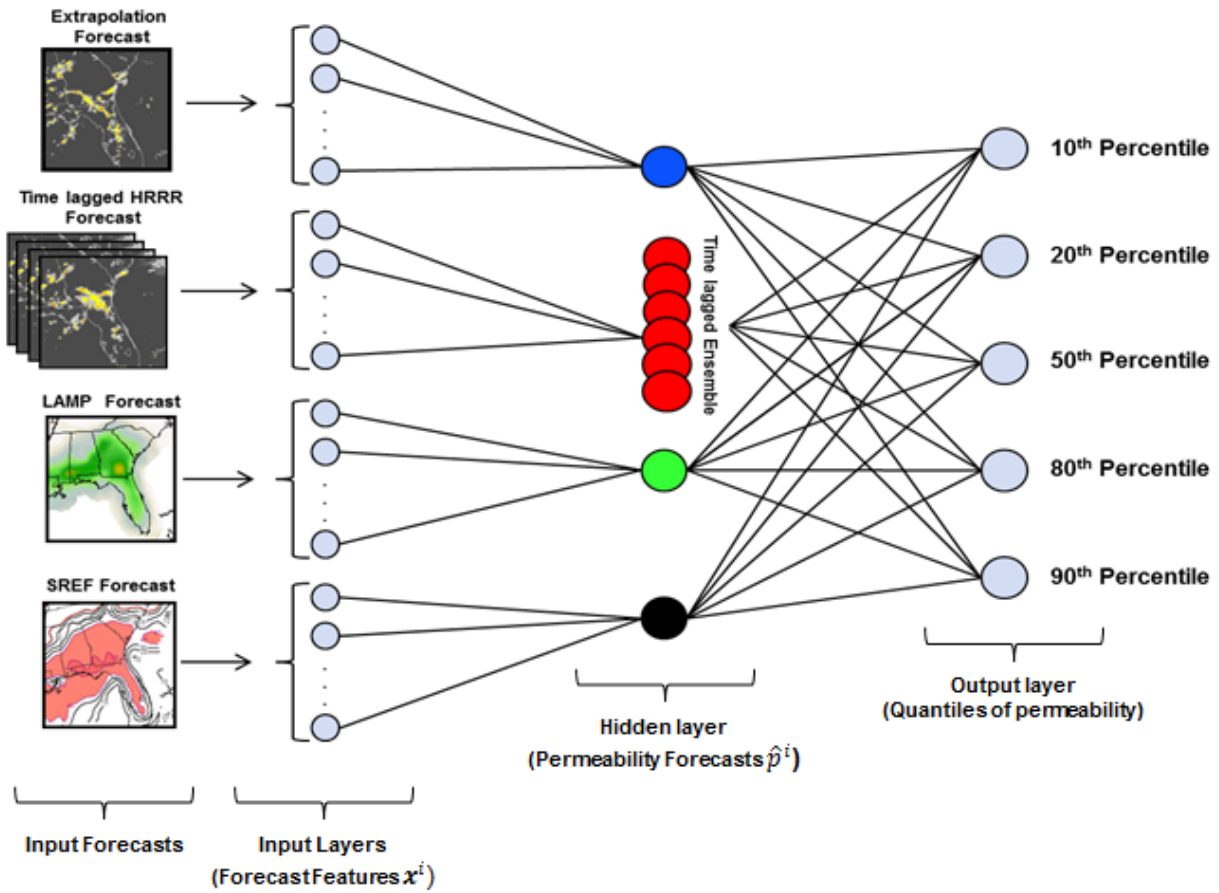 Extrapolation
Forecast
Time lagged HRRR
Forecast
LAMP Forecast
SREF Forecast
Time lagged Ensemble
10th Percentile
20th Percentile
50th Percentile
80th Percentile
90th Percentile
Input Forecasts
Input Layers
(Forecast Features xⁱ)
Hidden layer
(Permeability Forecasts p̂ⁱ)
Output layer
(Quantiles of permeability)